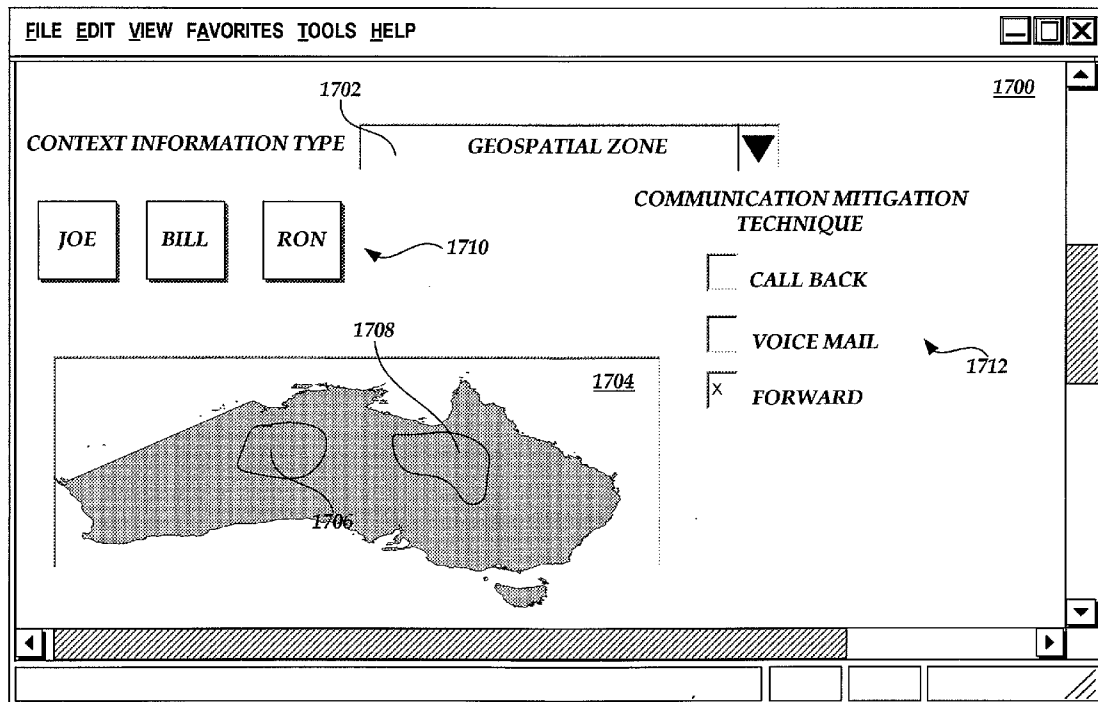 FILE EDIT VIEW FAVORITES TOOLS HELP
1700
1702
CONTEXT INFORMATION TYPE
GEOSPATIAL ZONE
COMMUNICATION MITIGATION
TECHNIQUE
JOE
BILL
RON
1710
CALL BACK
VOICE MAIL
X FORWARD
1712
1708
1704
1706